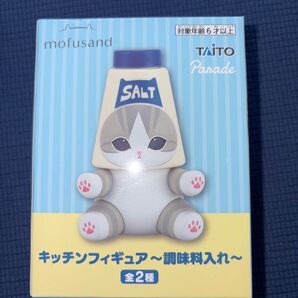 mofusand
対象年齢6才以上
TAITO
Parade
SALT
キッチンフィギュア～調味料入れ～
全2種